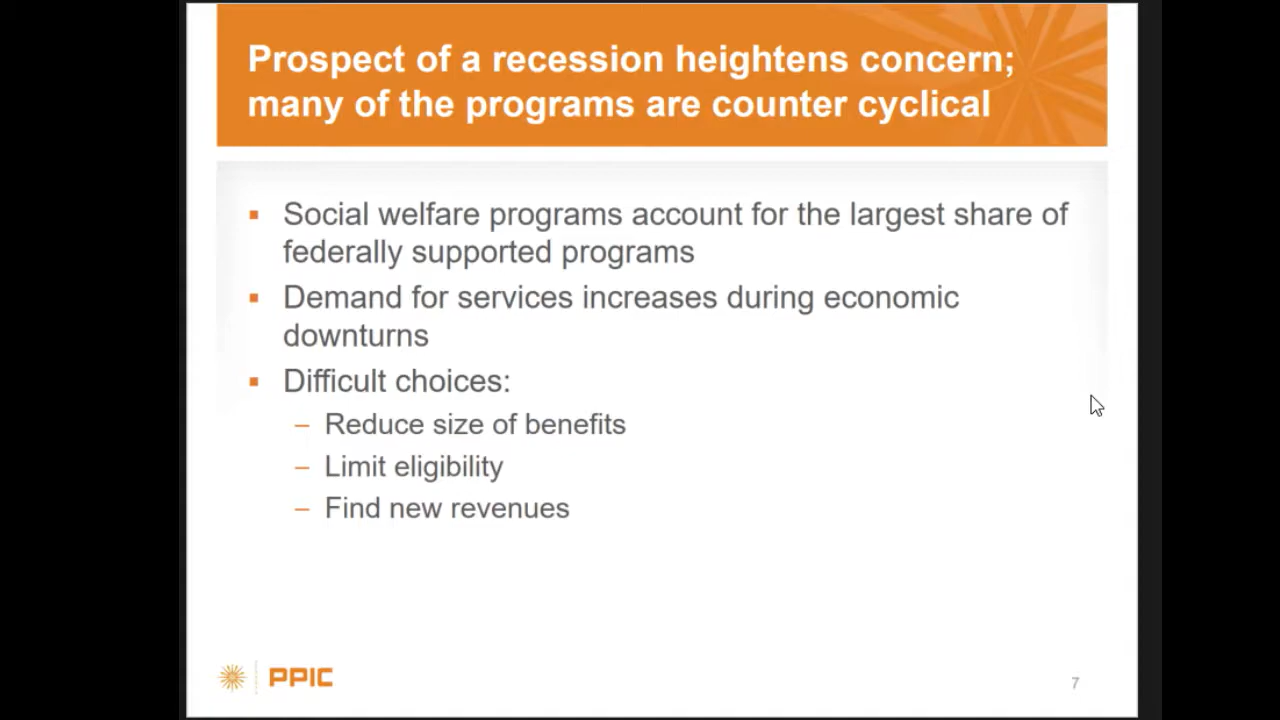 Prospect of a recession heightens concern;
many of the programs are counter cyclical
▪ Social welfare programs account for the largest share of
federally supported programs
▪ Demand for services increases during economic
downturns
▪ Difficult choices:
– Reduce size of benefits
– Limit eligibility
– Find new revenues
PPIC
7